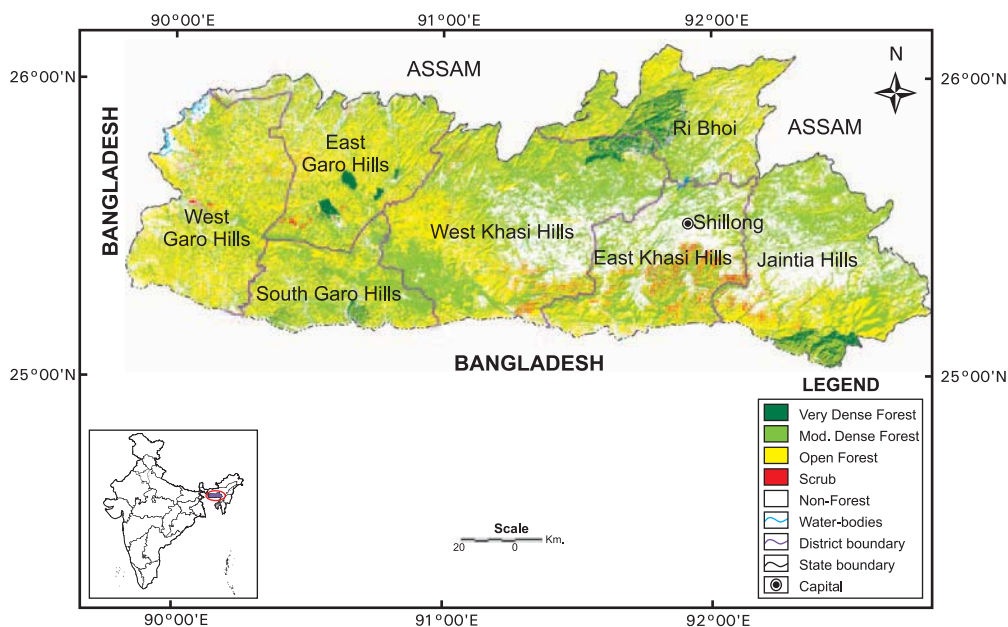 90°00'E 91°00'E 92°00'E
26°00'N
ASSAM
N
26°00'N
BANGLADESH
East
Garo Hills
Ri Bhoi
ASSAM
West
Garo Hills
West Khasi Hills
Shillong
East Khasi Hills
Jaintia Hills
South Garo Hills
BANGLADESH
25°00'N
25°00'N
LEGEND
Very Dense Forest
Mod. Dense Forest
Open Forest
Scrub
Non-Forest
Water-bodies
District boundary
State boundary
Capital
Scale
20 0 Km.
90°00'E 91°00'E 92°00'E